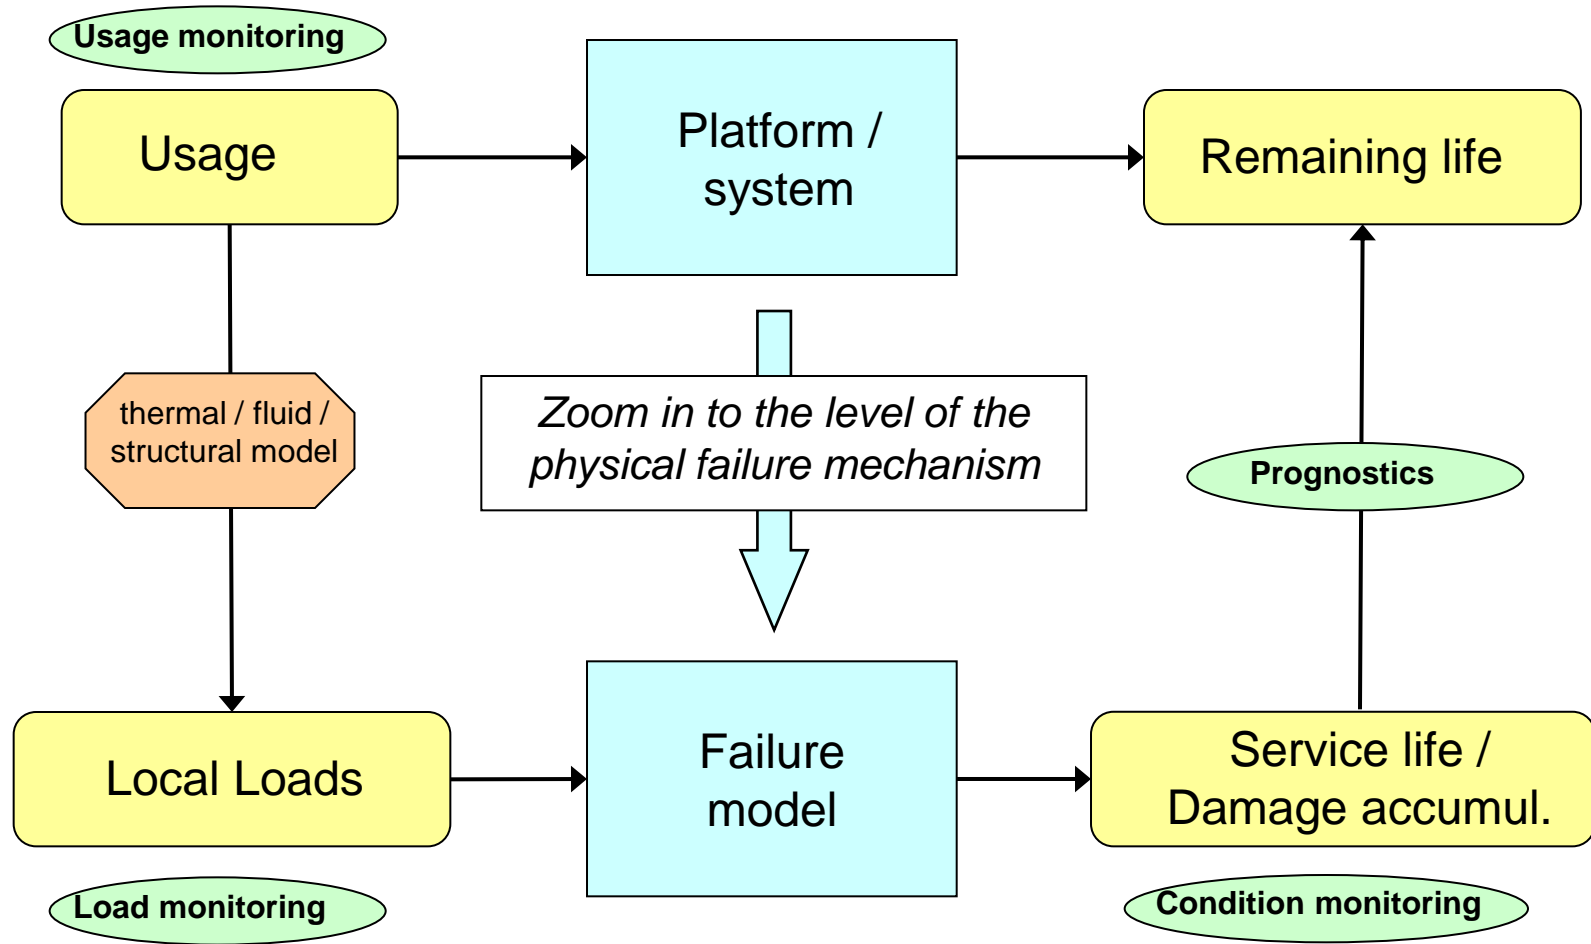 Usage monitoring
Usage
Platform /
system
Remaining life
thermal / fluid /
structural model
Zoom in to the level of the
physical failure mechanism
Prognostics
Local Loads
Failure
model
Service life /
Damage accumul.
Load monitoring
Condition monitoring